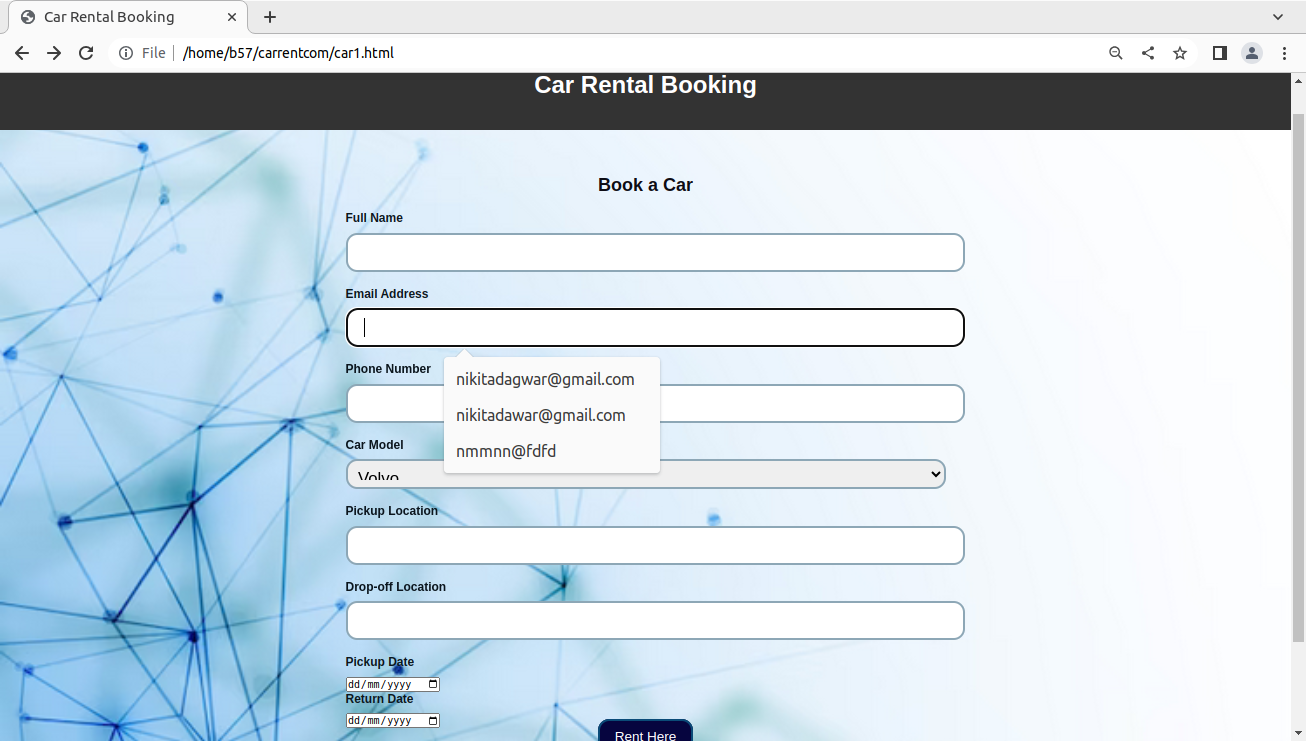 Car Rental Booking
File /home/b57/carrentcom/car1.html
Car Rental Booking
Book a Car
Full Name
Email Address
Phone Number
nikitadagwar@gmail.com
nikitadawar@gmail.com
nmmnn@fdfd
Car Model
Volvo
Pickup Location
Drop-off Location
Pickup Date
dd/mm/yyyy
Return Date
dd/mm/yyyy
Rent Here